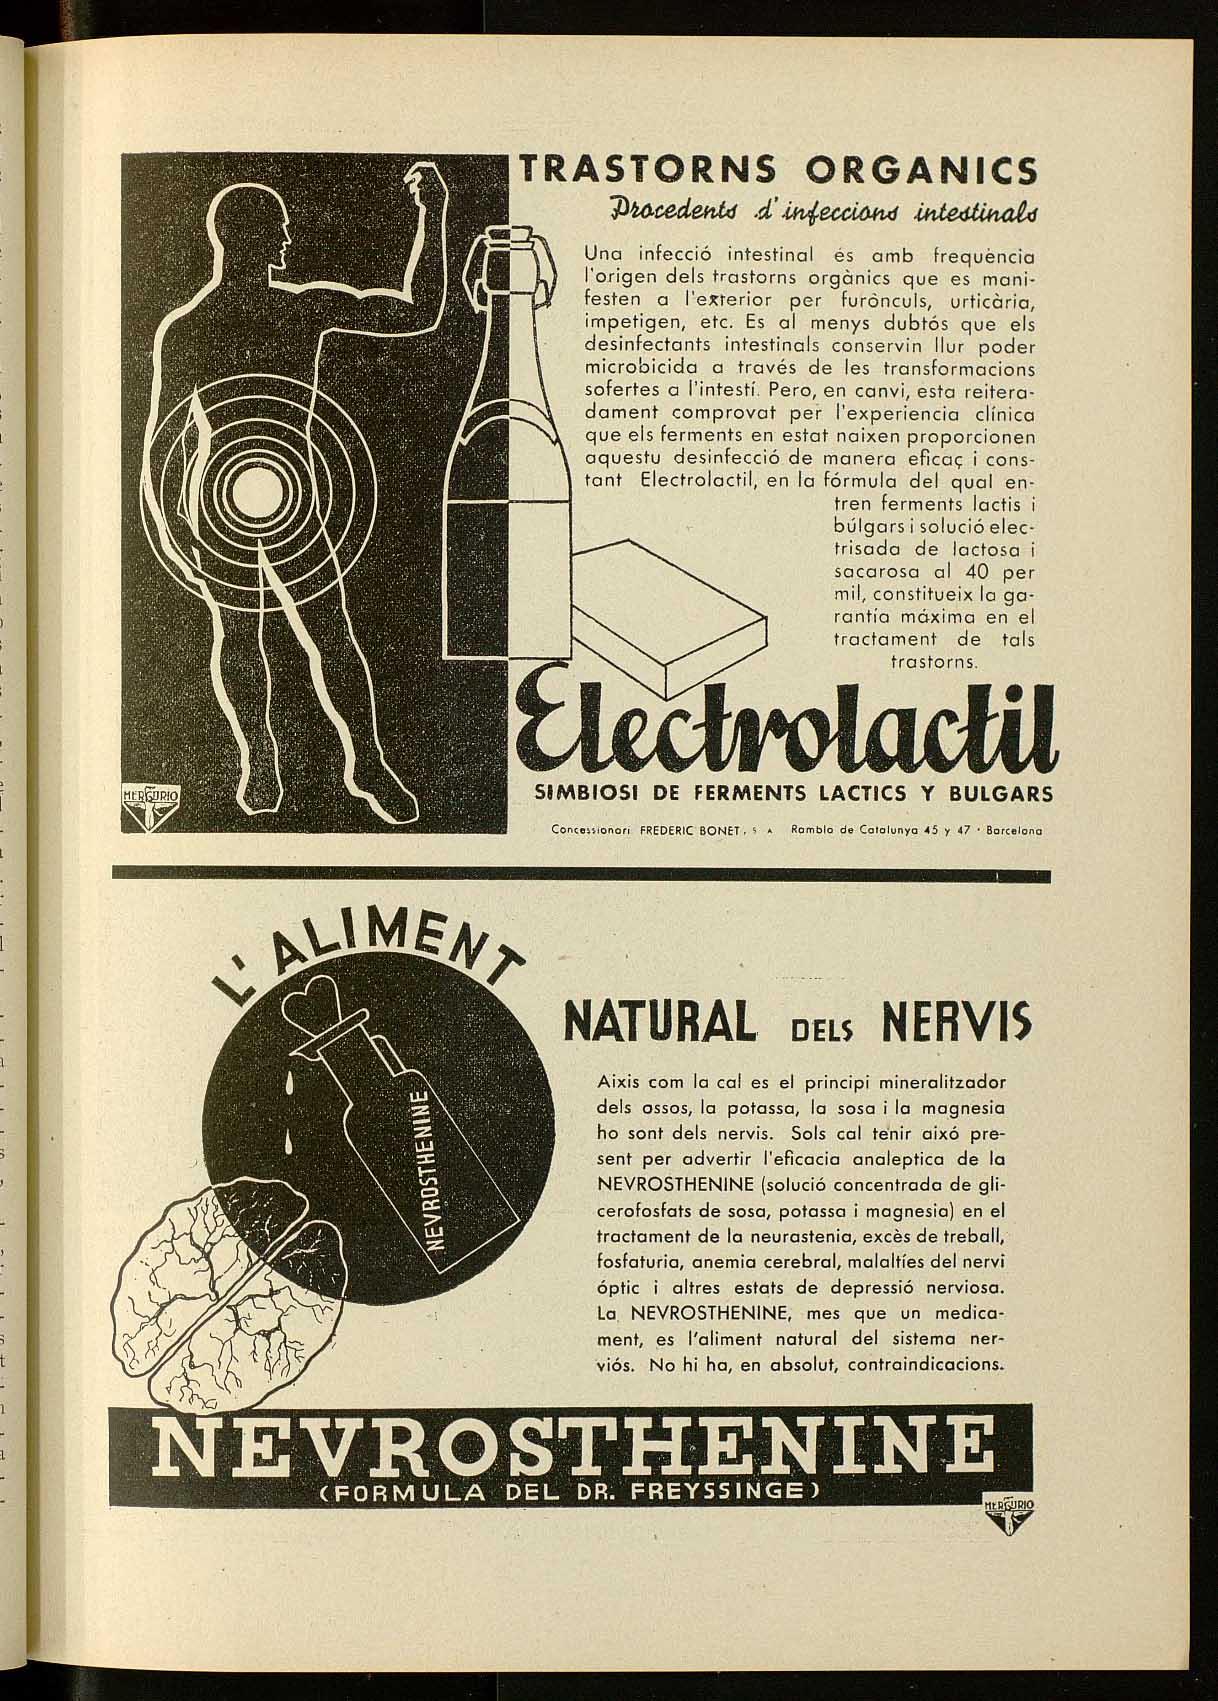 TRASTORNS ORGANICS
Procedents d'infeccions intestinals
Una infecció intestinal és amb frequència
l'origen dels trastorns orgànics que es mani-
festen a l'exterior per furònculs, urticària,
impetigen, etc. Es al menys dubtós que els
desinfectants intestinals conservin llur poder
microbicida a través de les transformacions
sofertes a l'intestí. Pero, en canvi, esta reitera-
dament comprovat per l'experiencia clínica
que els ferments en estat naixen proporcionen
aquestu desinfecció de manera eficaç i cons-
tant Electrolactil, en la fórmula del qual en-
tren ferments lactis i
búlgars i solució elec-
trisada de lactosa i
sacarosa al 40 per
mil, constitueix la ga-
rantía máxima en el
tractament de tals
trastorns.
Electrolactil
SIMBIOSI DE FERMENTS LACTICS Y BULGARS
MERCURIO
Concessionari FREDERIC BONET, S A Rambla de Catalunya 45 y 47 · Barcelona
L'ALIMENT
NATURAL DELS NERVIS
NEVROSTHENINE
Aixis com la cal es el principi mineralitzador
dels ossos, la potassa, la sosa i la magnesia
ho sont dels nervis. Sols cal tenir aixó pre-
sent per advertir l'eficacia analeptica de la
NEVROSTHENINE (solució concentrada de gli-
cerofosfats de sosa, potassa i magnesia) en el
tractament de la neurastenia, excès de treball,
fosfaturia, anemia cerebral, malaltíes del nervi
óptic i altres estats de depressió nerviosa.
La NEVROSTHENINE, mes que un medica-
ment, es l'aliment natural del sistema ner-
viós. No hi ha, en absolut, contraindicacions.
NEVROSTHENINE
(FORMULA DEL DR. FREYSSINGE)
MERCURIO